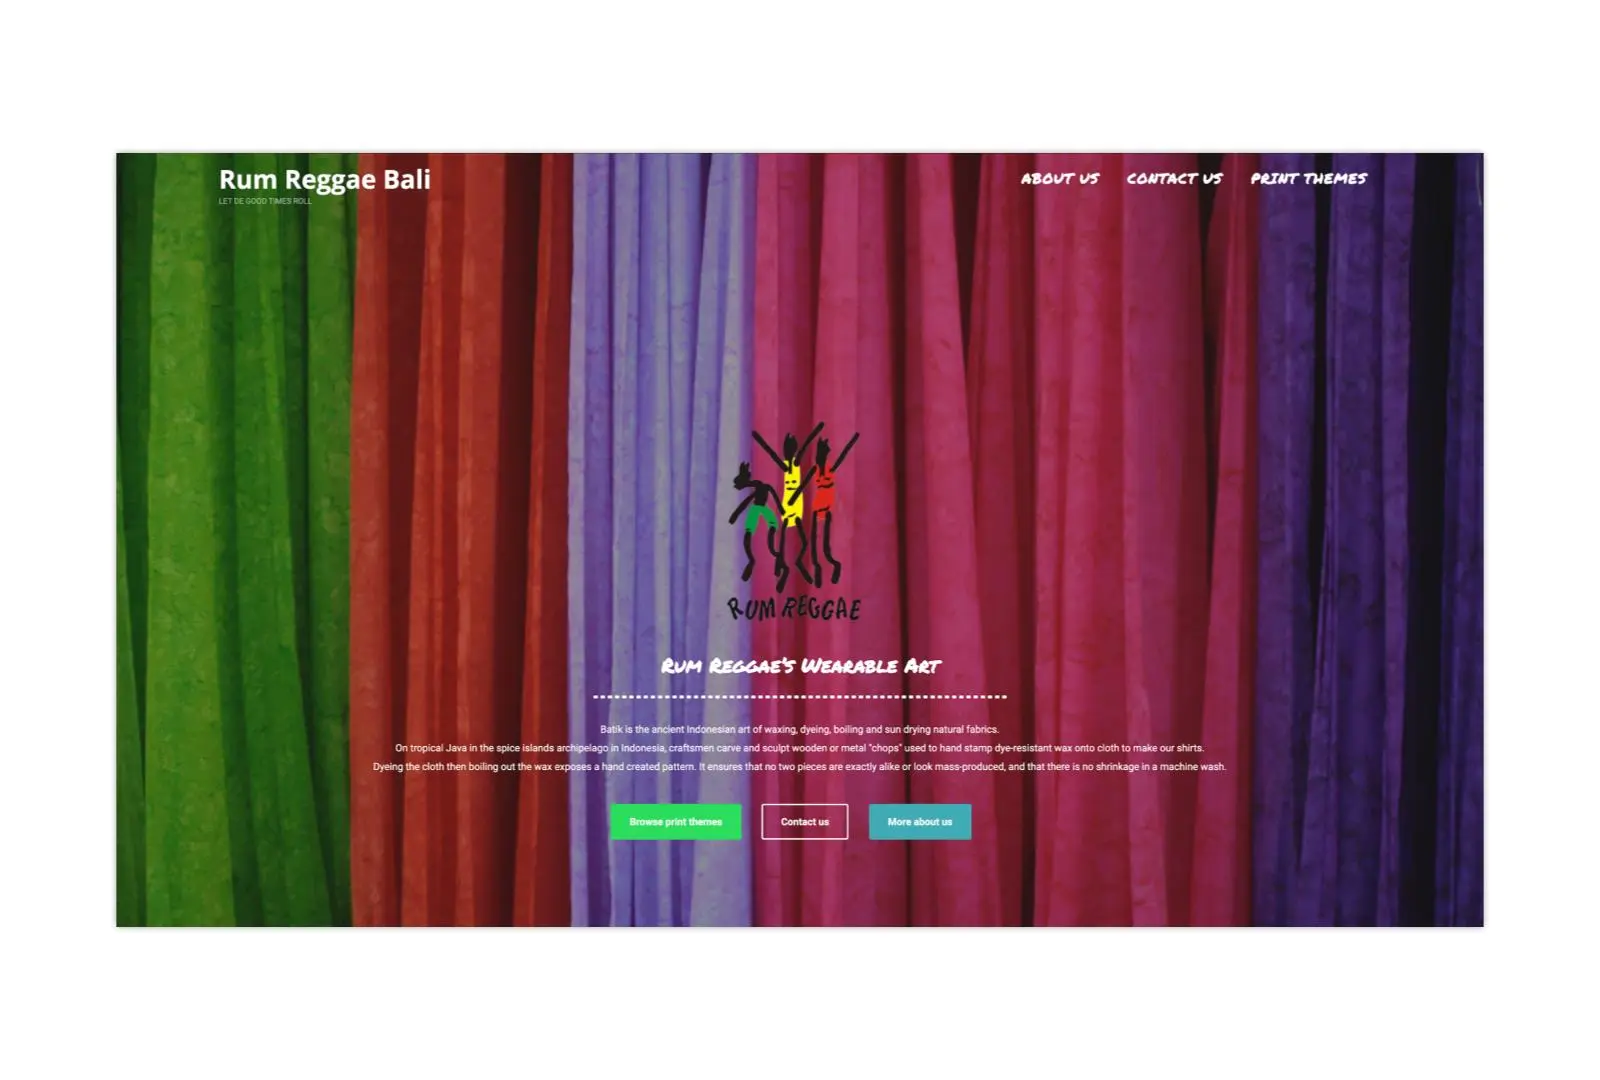 Rum Reggae Bali
LET DE GOOD TIMES ROLL
ABOUT US
CONTACT US
PRINT THEMES
RUM REGGAE
Rum Reggae's Wearable Art
Batik is the ancient Indonesian art of waxing, dyeing, boiling and sun drying natural fabrics.
On tropical Java in the spice islands archipelago in Indonesia, craftsmen carve and sculpt wooden or metal "chops" used to hand stamp dye-resistant wax onto cloth to make our shirts.
Dyeing the cloth then boiling out the wax exposes a hand created pattern. It ensures that no two pieces are exactly alike or look mass-produced, and that there is no shrinkage in a machine wash.
Browse print themes
Contact us
More about us